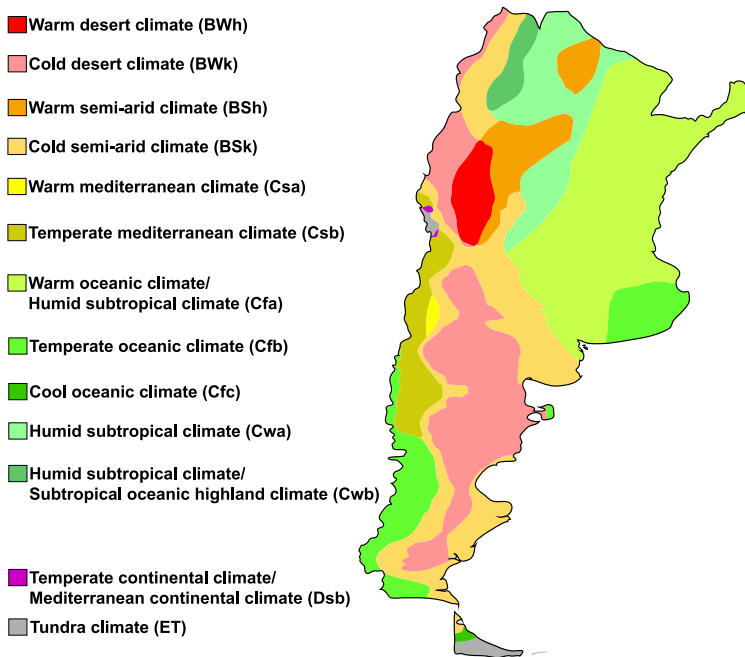 Warm desert climate (BWh)
Cold desert climate (BWk)
Warm semi-arid climate (BSh)
Cold semi-arid climate (BSk)
Warm mediterranean climate (Csa)
Temperate mediterranean climate (Csb)
Warm oceanic climate/
Humid subtropical climate (Cfa)
Temperate oceanic climate (Cfb)
Cool oceanic climate (Cfc)
Humid subtropical climate (Cwa)
Humid subtropical climate/
Subtropical oceanic highland climate (Cwb)
Temperate continental climate/
Mediterranean continental climate (Dsb)
Tundra climate (ET)